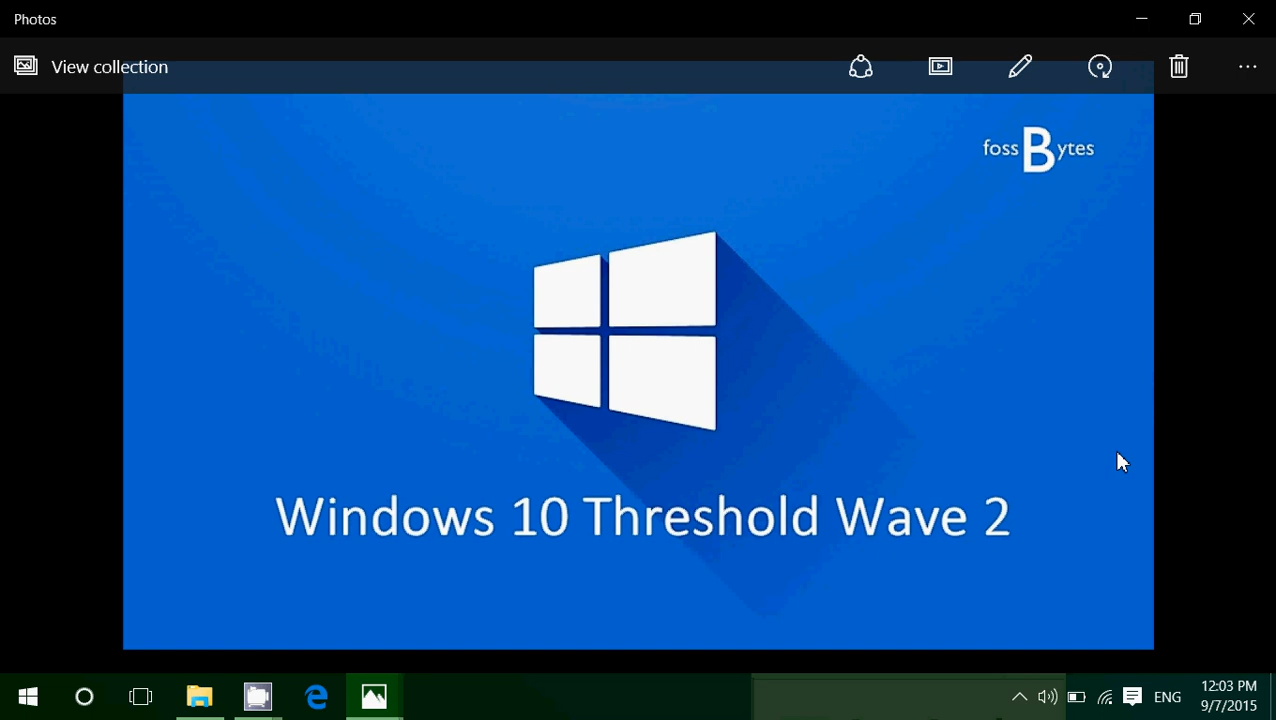 Photos
View collection
foss Bytes
Windows 10 Threshold Wave 2
ENG
12:03 PM
9/7/2015